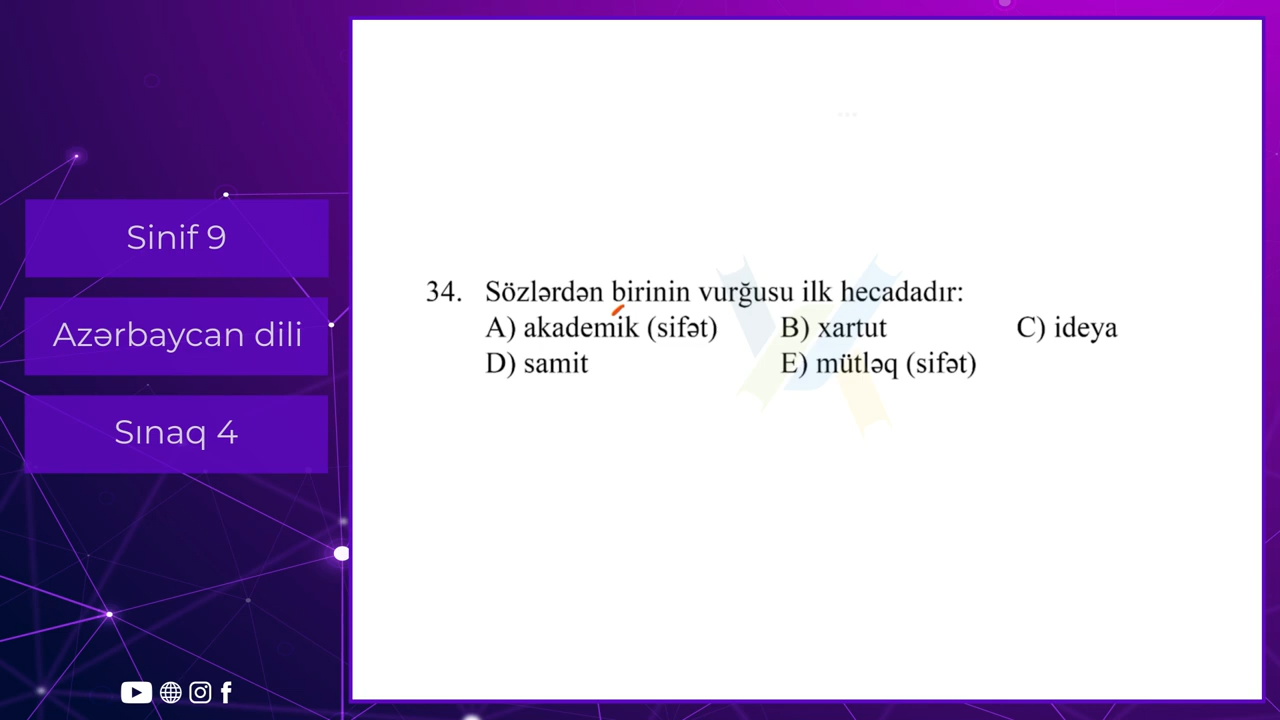 Sinif 9
Azərbaycan dili
Sınaq 4
34. Sözlərdən birinin vurğusu ilk hecadadır:
A) akademik (sifət) B) xartut C) ideya
D) samit E) mütləq (sifət)